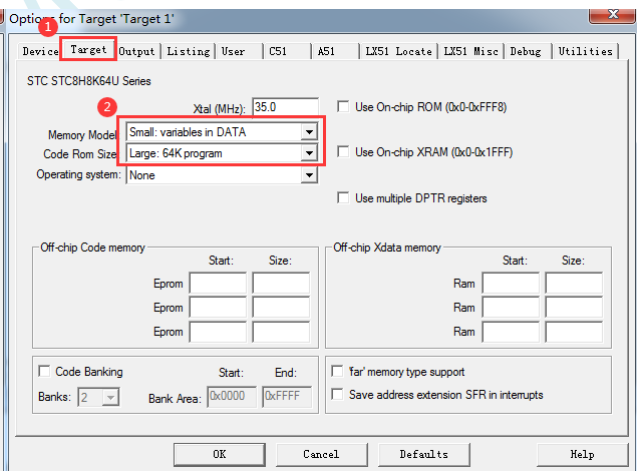 Options for Target 'Target 1'
1
Device Target Output Listing User C51 A51 LX51 Locate LX51 Misc Debug Utilities
STC STC8H8K64U Series
2
Xtal (MHz): 35.0
Use On-chip ROM (0x0-0xFFF8)
Memory Model: Small: variables in DATA
Code Rom Size: Large: 64K program
Use On-chip XRAM (0x0-0x1FFF)
Operating system: None
Use multiple DPTR registers
Off-chip Code memory
Start: Size:
Eprom
Eprom
Eprom
Off-chip Xdata memory
Start: Size:
Ram
Ram
Ram
Code Banking Start: End:
Banks: 2 Bank Area: 0x0000 0xFFFF
'far' memory type support
Save address extension SFR in interrupts
OK Cancel Defaults Help